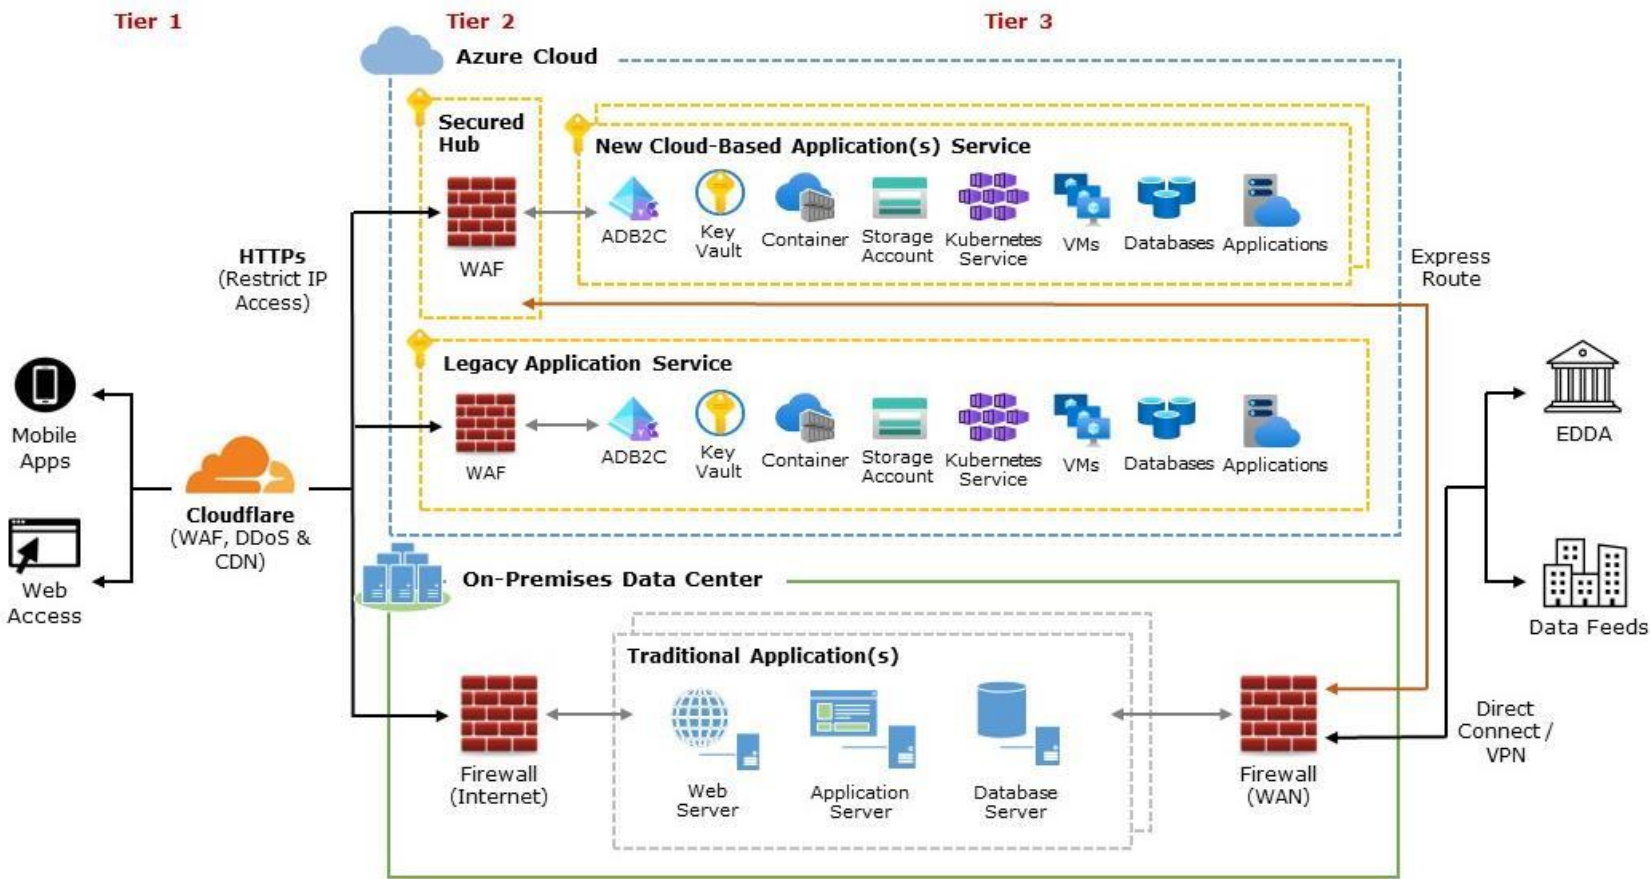 Tier 1
Tier 2
Tier 3
Azure Cloud
Secured
Hub
WAF
New Cloud-Based Application(s) Service
ADB2C
Key
Vault
Container
Storage
Account
Kubernetes
Service
VMs
Databases
Applications
HTTPs
(Restrict IP
Access)
Express
Route
Legacy Application Service
WAF
ADB2C
Key
Vault
Container
Storage
Account
Kubernetes
Service
VMs
Databases
Applications
Mobile
Apps
Cloudflare
(WAF, DDoS &
CDN)
Web
Access
EDDA
Data Feeds
On-Premises Data Center
Traditional Application(s)
Firewall
(Internet)
Web
Server
Application
Server
Database
Server
Firewall
(WAN)
Direct
Connect /
VPN